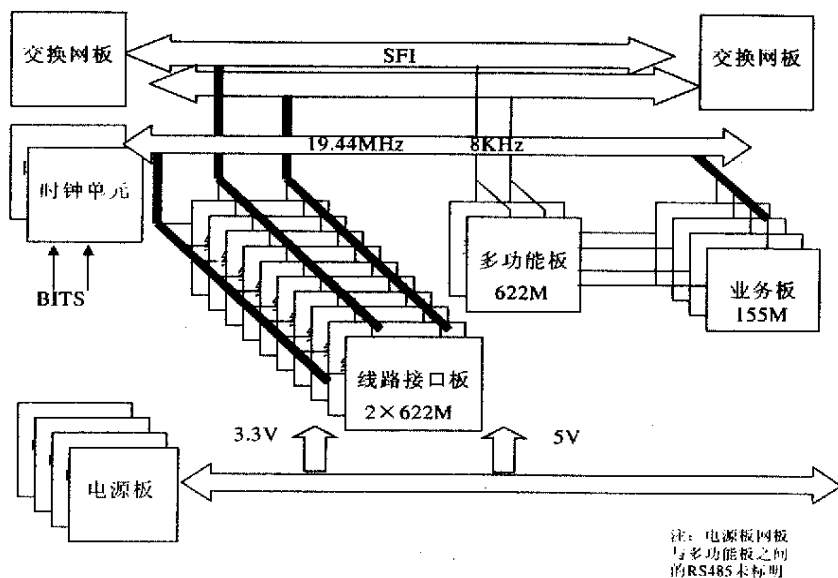 交换网板
SFI
交换网板
19.44MHz 8KHz
时钟单元
BITS
多功能板
622M
业务板
155M
线路接口板
2×622M
3.3V
5V
电源板
注：电源板网板
与多功能板之间
的RS485未标明